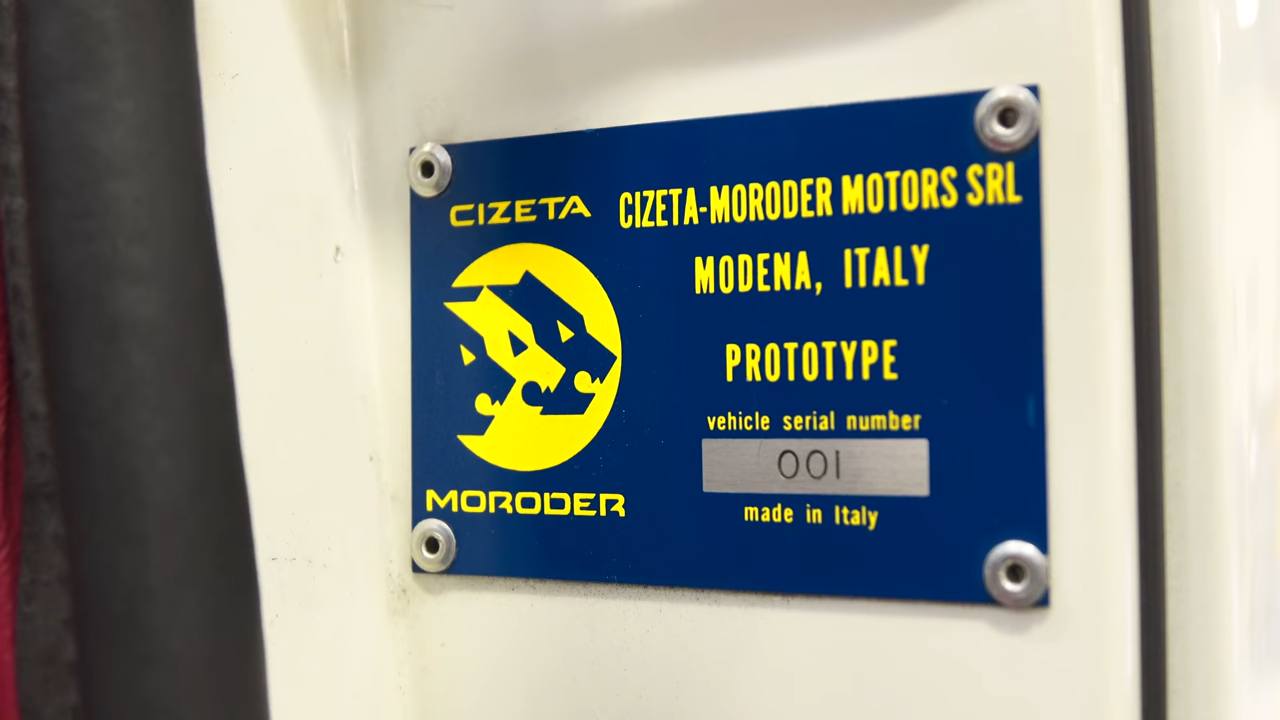 CIZETA
MORODER
CIZETA-MORODER MOTORS SRL
MODENA, ITALY
PROTOTYPE
vehicle serial number
001
made in Italy